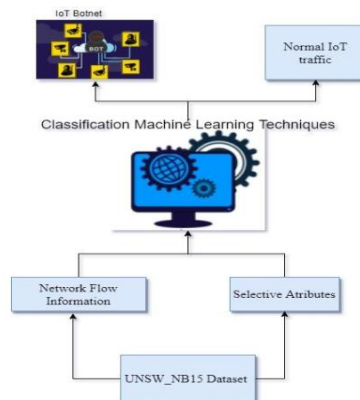 IoT Botnet
BOT
Normal IoT
traffic
Classification Machine Learning Techniques
Network Flow
Information
Selective Atributes
UNSW_NB15 Dataset